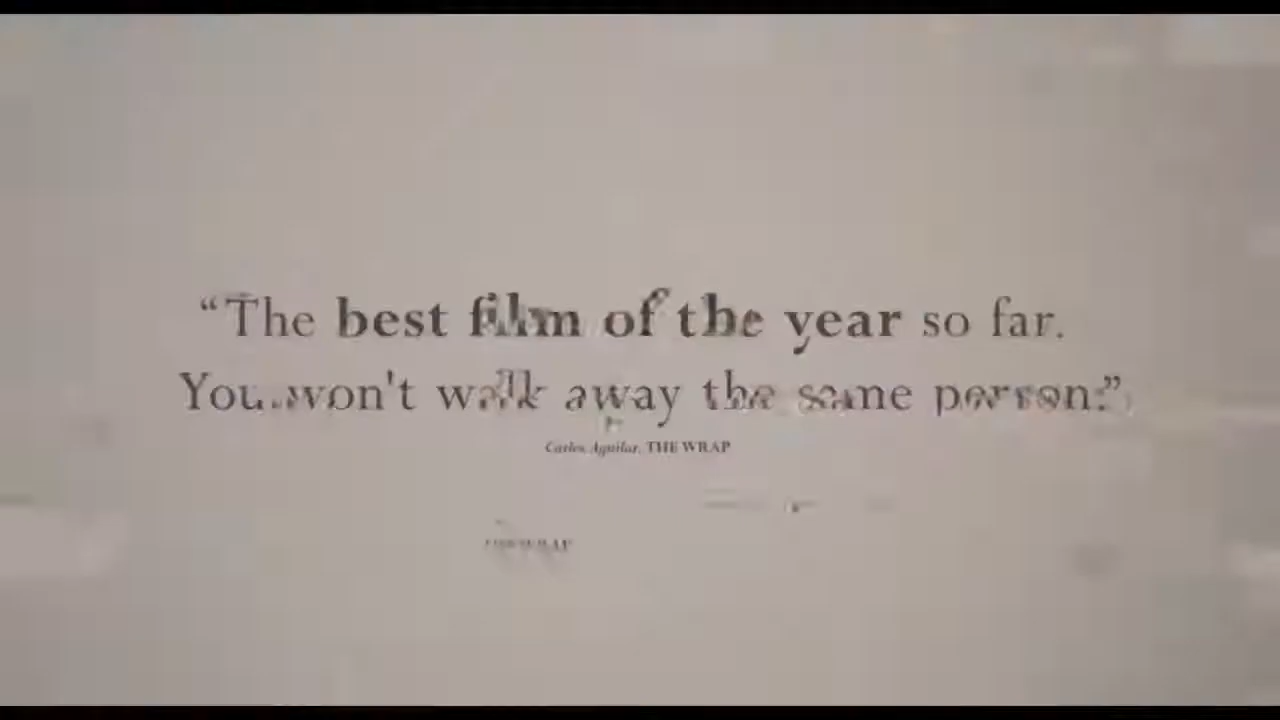 “The best film of the year so far.
You won't walk away the same person.”
Carlos Aguilar, THE WRAP